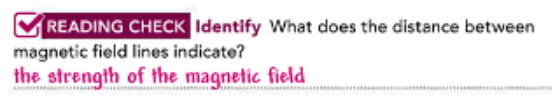 READING CHECK Identify What does the distance between
magnetic field lines indicate?
the strength of the magnetic field